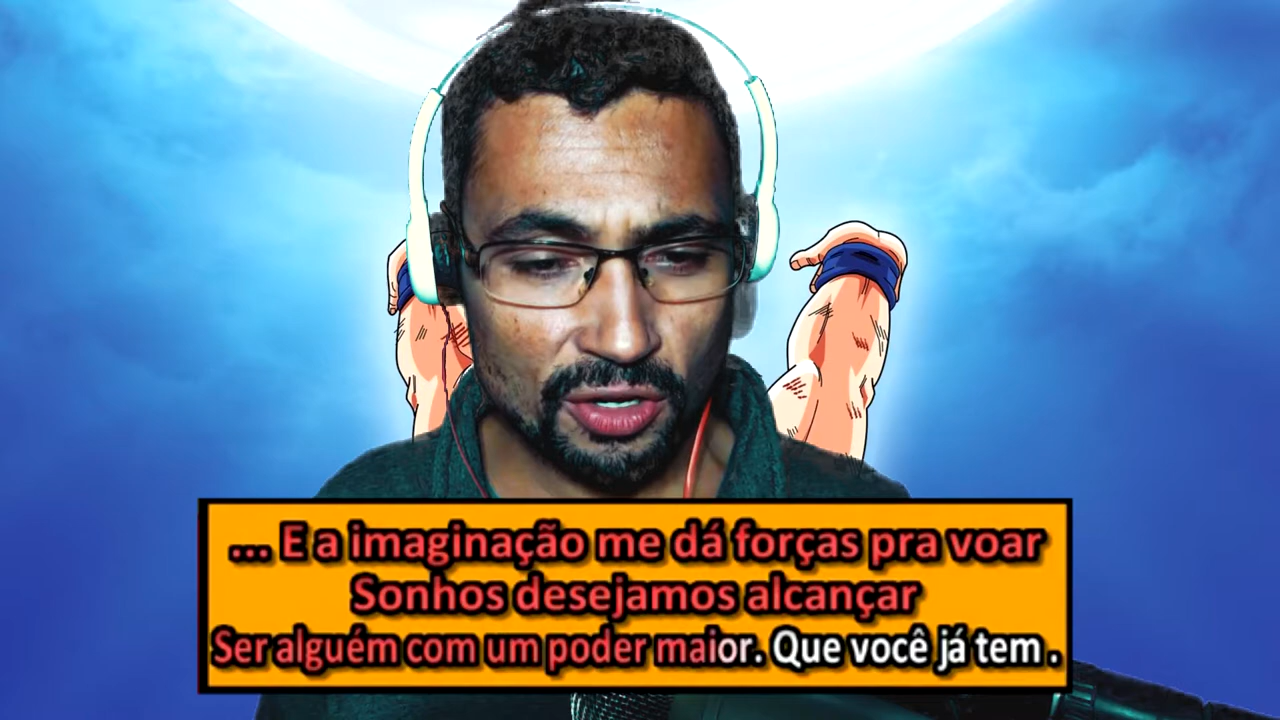 ... E a imaginação me dá forças pra voar
Sonhos desejamos alcançar
Ser alguém com um poder maior. Que você já tem .